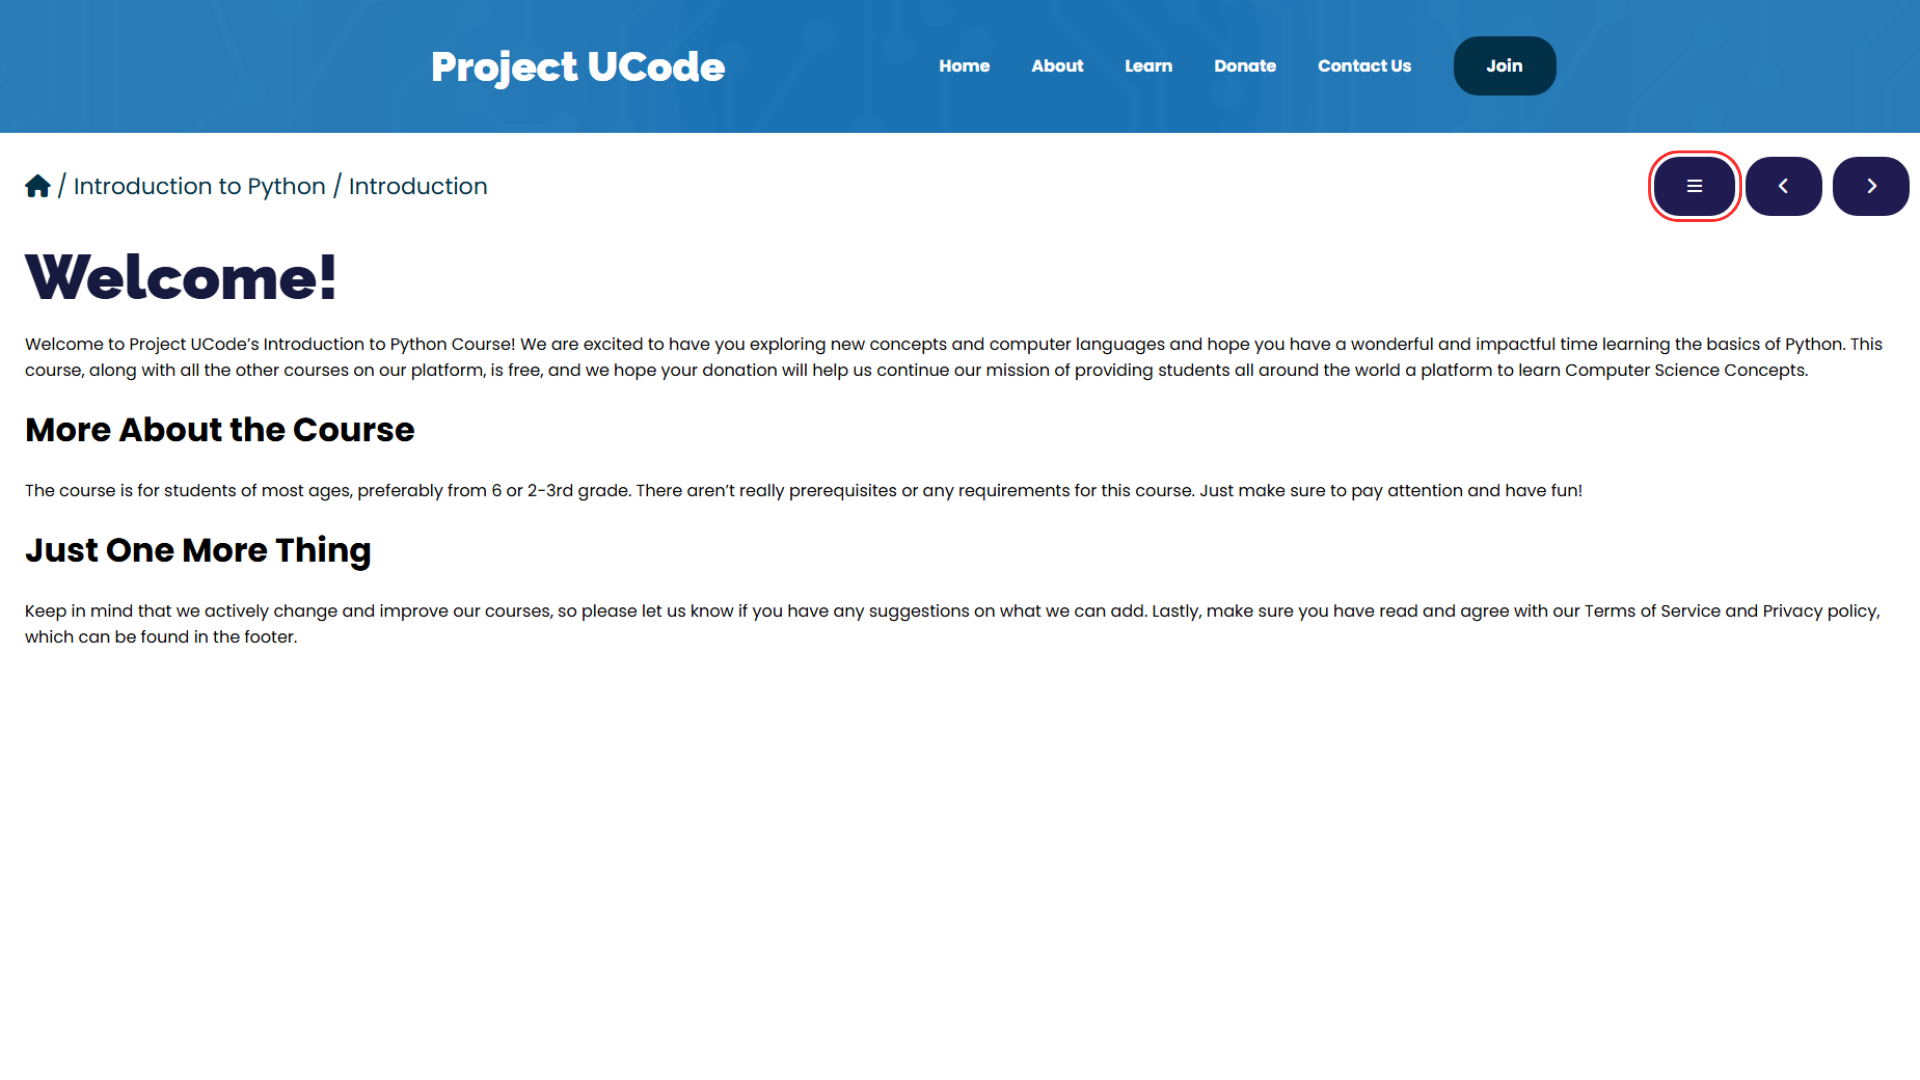 Project UCode
Home About Learn Donate Contact Us Join
/ Introduction to Python / Introduction
Welcome!
Welcome to Project UCode’s Introduction to Python Course! We are excited to have you exploring new concepts and computer languages and hope you have a wonderful and impactful time learning the basics of Python. This
course, along with all the other courses on our platform, is free, and we hope your donation will help us continue our mission of providing students all around the world a platform to learn Computer Science Concepts.
More About the Course
The course is for students of most ages, preferably from 6 or 2-3rd grade. There aren’t really prerequisites or any requirements for this course. Just make sure to pay attention and have fun!
Just One More Thing
Keep in mind that we actively change and improve our courses, so please let us know if you have any suggestions on what we can add. Lastly, make sure you have read and agree with our Terms of Service and Privacy policy,
which can be found in the footer.